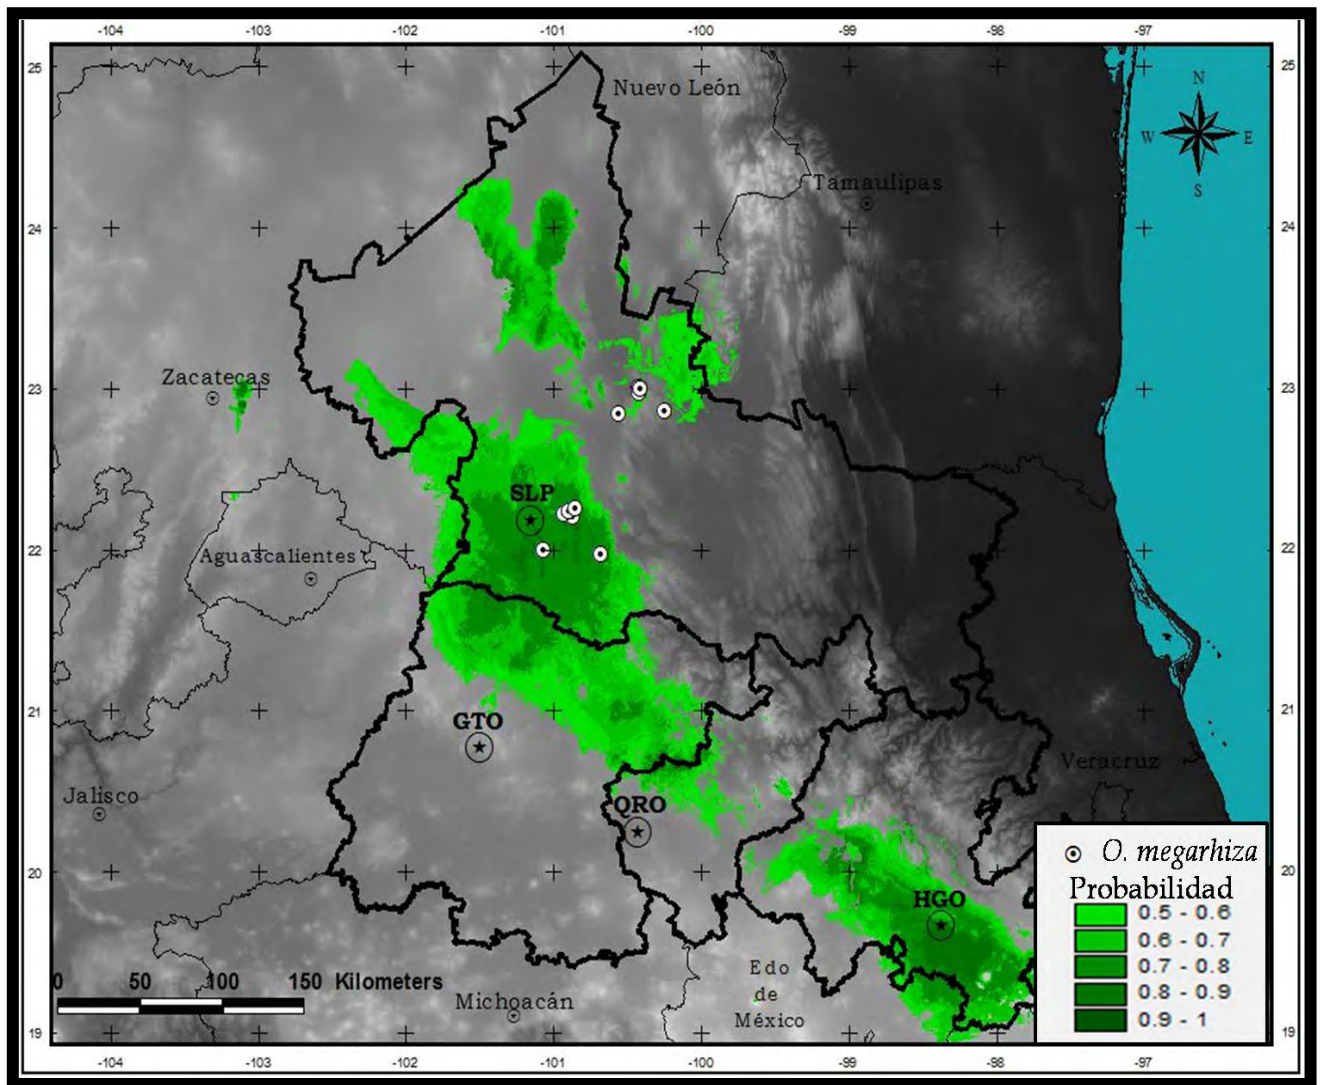 -104 -103 -102 -101 -100 -99 -98 -97
25 25
Nuevo León
N
W E
S
Tamaulipas
24 24
Zacatecas
23 23
SLP
22 22
Aguascalientes
21 21
GTO
Veracruz
Jalisco
QRO
20 20
HGO
O. megarhiza
Probabilidad
0.5 - 0.6
0.6 - 0.7
0.7 - 0.8
0.8 - 0.9
0.9 - 1
0 50 100 150 Kilometers
Michoacán
Edo
de
México
19 19
-104 -103 -102 -101 -100 -99 -98 -97